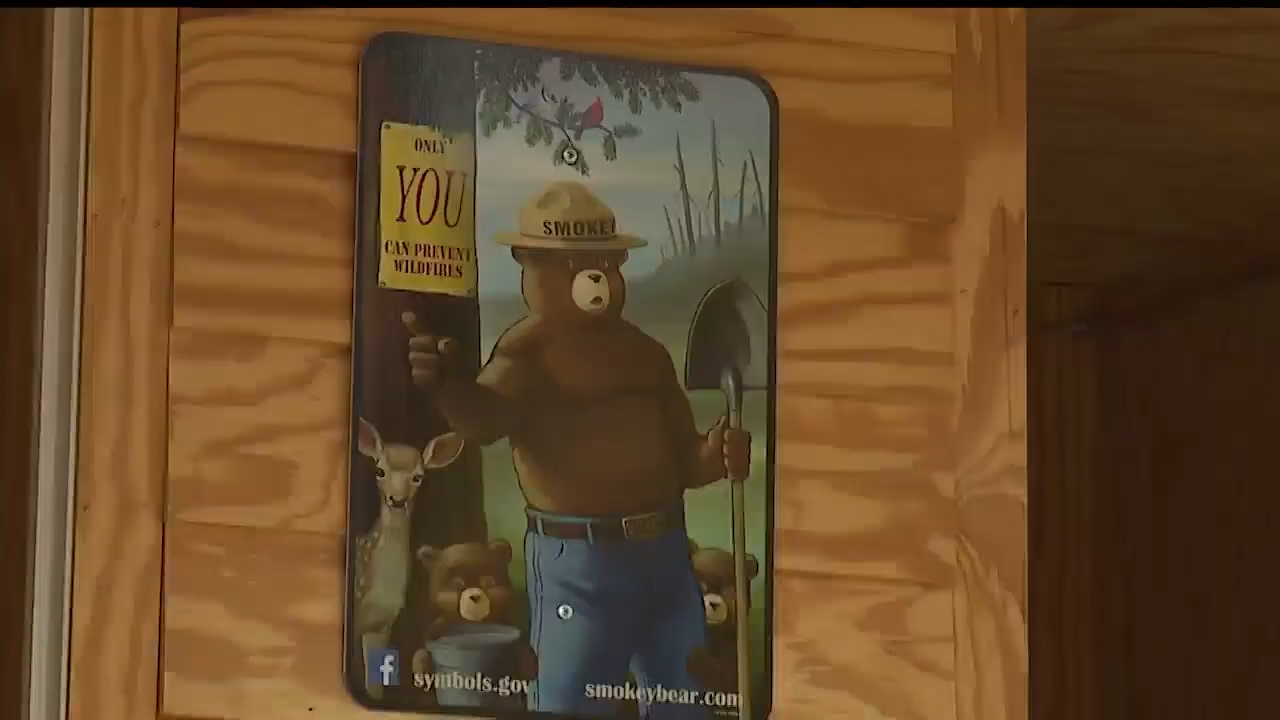 ONLY
YOU
CAN PREVENT
WILDFIRES
SMOKEY
f
symbols.gov
smokeybear.com